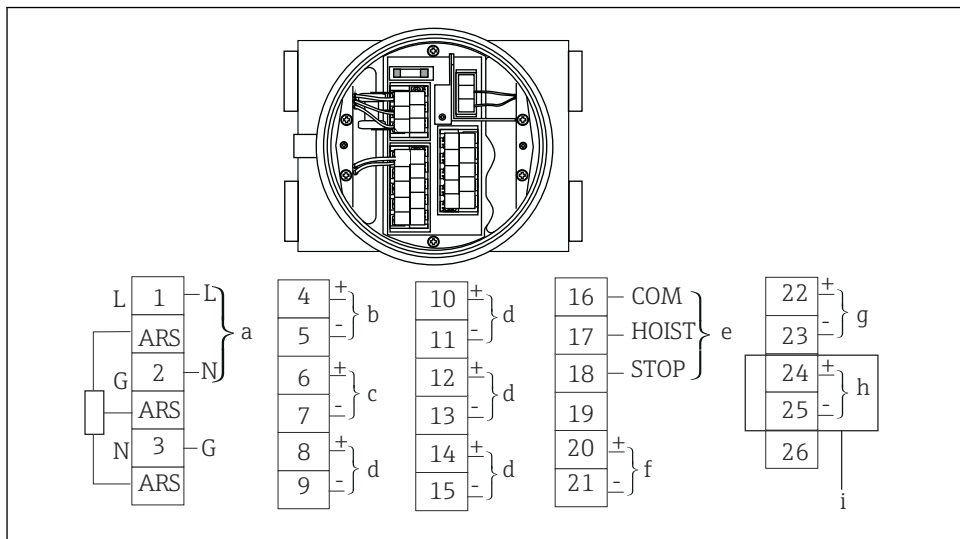 L 1 L
ARS
G 2 N
ARS
N 3 G
ARS
a
4 +
5 -
b
6 +
7 -
c
8 +
9 -
d
10 +
11 -
d
12 +
13 -
d
14 +
15 -
d
16 COM
17 HOIST
18 STOP
e
19
20 +
21 -
f
22 +
23 -
g
24 +
25 -
h
26
i